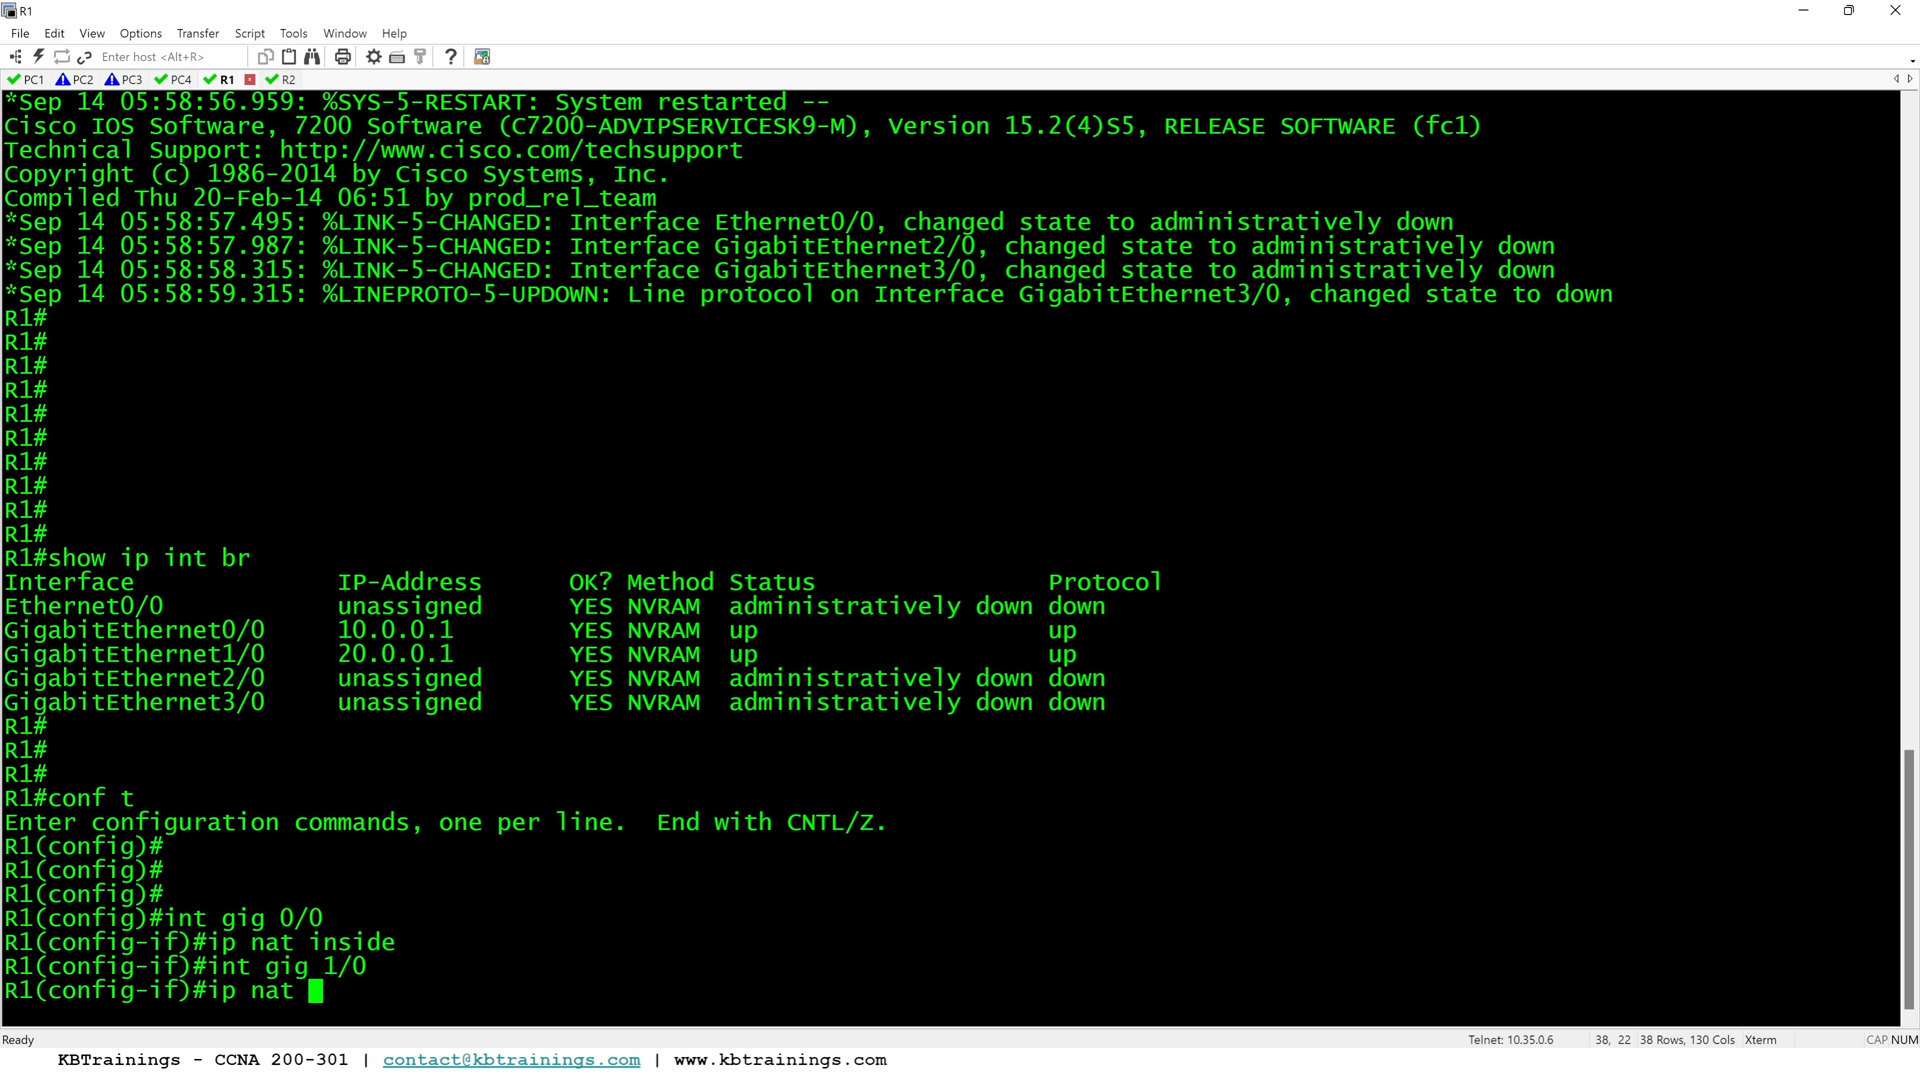 R1
File Edit View Options Transfer Script Tools Window Help
Enter host <Alt+R>
PC1 PC2 PC3 PC4 R1 R2
*Sep 14 05:58:56.959: %SYS-5-RESTART: System restarted --
Cisco IOS Software, 7200 Software (C7200-ADVIPSERVICESK9-M), Version 15.2(4)S5, RELEASE SOFTWARE (fc1)
Technical Support: http://www.cisco.com/techsupport
Copyright (c) 1986-2014 by Cisco Systems, Inc.
Compiled Thu 20-Feb-14 06:51 by prod_rel_team
*Sep 14 05:58:57.495: %LINK-5-CHANGED: Interface Ethernet0/0, changed state to administratively down
*Sep 14 05:58:57.987: %LINK-5-CHANGED: Interface GigabitEthernet2/0, changed state to administratively down
*Sep 14 05:58:58.315: %LINK-5-CHANGED: Interface GigabitEthernet3/0, changed state to administratively down
*Sep 14 05:58:59.315: %LINEPROTO-5-UPDOWN: Line protocol on Interface GigabitEthernet3/0, changed state to down
R1#
R1#
R1#
R1#
R1#
R1#
R1#
R1#
R1#
R1#
R1#show ip int br
Interface IP-Address OK? Method Status Protocol
Ethernet0/0 unassigned YES NVRAM administratively down down
GigabitEthernet0/0 10.0.0.1 YES NVRAM up up
GigabitEthernet1/0 20.0.0.1 YES NVRAM up up
GigabitEthernet2/0 unassigned YES NVRAM administratively down down
GigabitEthernet3/0 unassigned YES NVRAM administratively down down
R1#
R1#
R1#
R1#conf t
Enter configuration commands, one per line. End with CNTL/Z.
R1(config)#
R1(config)#
R1(config)#
R1(config)#int gig 0/0
R1(config-if)#ip nat inside
R1(config-if)#int gig 1/0
R1(config-if)#ip nat
Ready Telnet: 10.35.0.6 38, 22 38 Rows, 130 Cols Xterm CAP NUM
KBTrainings - CCNA 200-301 | contact@kbtrainings.com | www.kbtrainings.com